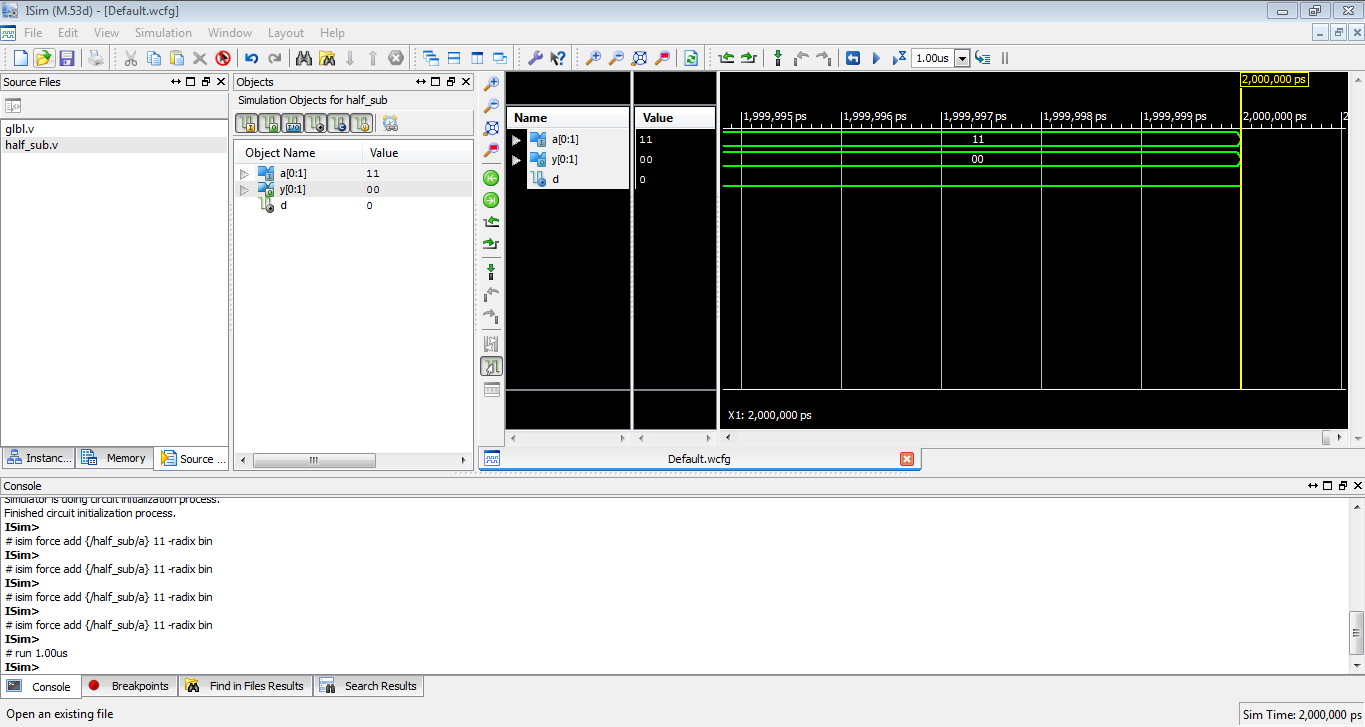 ISim (M.53d) - [Default.wcfg]
File Edit View Simulation Window Layout Help
1.00us
Source Files
glbl.v
half_sub.v
Instanc... Memory Source ...
Objects
Simulation Objects for half_sub
Object Name Value
a[0:1] 11
y[0:1] 00
d 0
Name Value
a[0:1] 11
y[0:1] 00
d 0
2,000,000 ps
1,999,995 ps 1,999,996 ps 1,999,997 ps 1,999,998 ps 1,999,999 ps 2,000,000 ps 2
11
00
X1: 2,000,000 ps
Default.wcfg
Console
Simulator is doing circuit initialization process.
Finished circuit initialization process.
ISim>
# isim force add {/half_sub/a} 11 -radix bin
ISim>
# isim force add {/half_sub/a} 11 -radix bin
ISim>
# isim force add {/half_sub/a} 11 -radix bin
ISim>
# isim force add {/half_sub/a} 11 -radix bin
ISim>
# run 1.00us
ISim>
Console Breakpoints Find in Files Results Search Results
Open an existing file
Sim Time: 2,000,000 ps